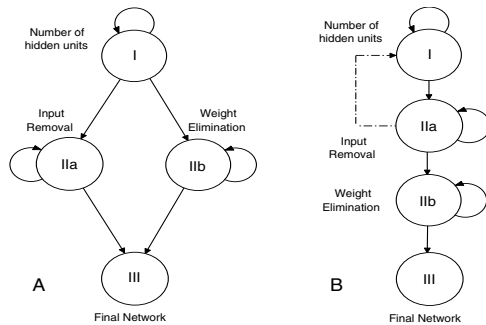 Number of
hidden units
I
Input
Removal
Weight
Elimination
IIa
IIb
III
A
Final Network
Number of
hidden units
I
IIa
Input
Removal
Weight
Elimination
IIb
III
B
Final Network